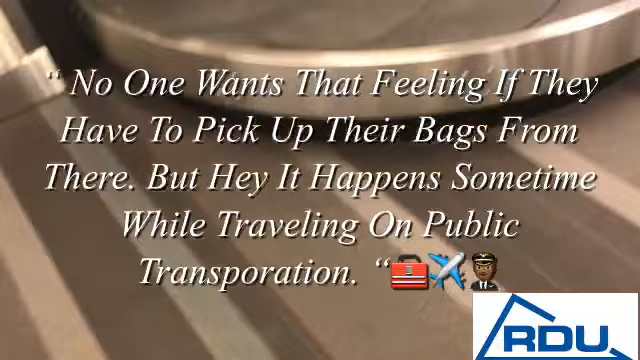 “ No One Wants That Feeling If They
Have To Pick Up Their Bags From
There. But Hey It Happens Sometime
While Traveling On Public
Transporation. “🧰✈️👨🏾‍✈️
RDU